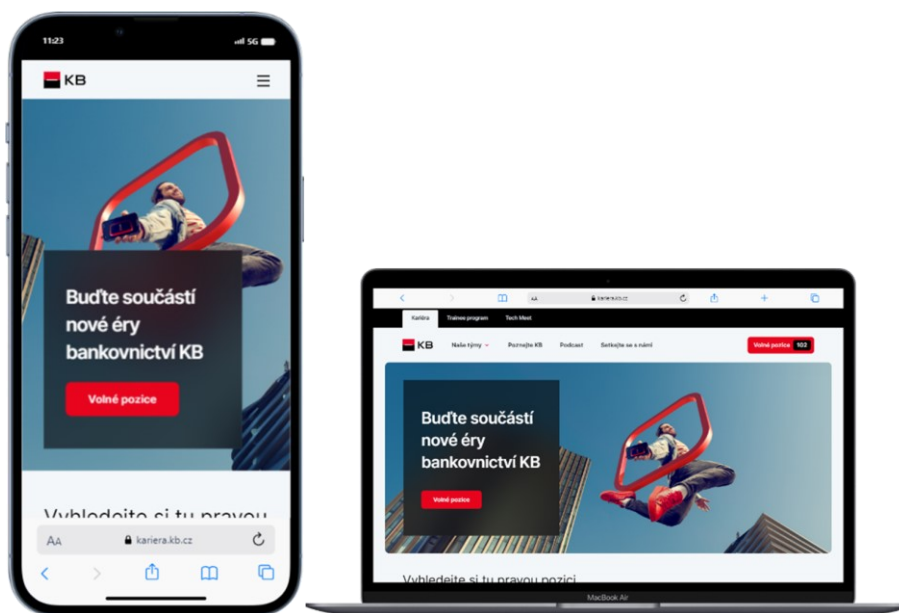 11:23
5G
KB
Buďte součástí
nové éry
bankovnictví KB
Volné pozice
Vyhledejte si tu pravou
AA
kariera.kb.cz
AA
kariera.kb.cz
Kariéra Trainee program Tech Meet
KB Naše týmy Poznejte KB Podcast Setkejte se s námi Volné pozice 102
Buďte součástí
nové éry
bankovnictví KB
Volné pozice
Vyhledejte si tu pravou pozici
MacBook Air